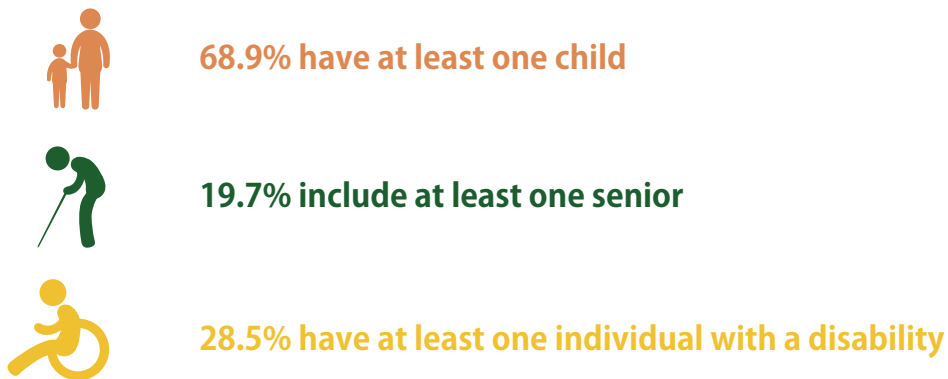 68.9% have at least one child
19.7% include at least one senior
28.5% have at least one individual with a disability